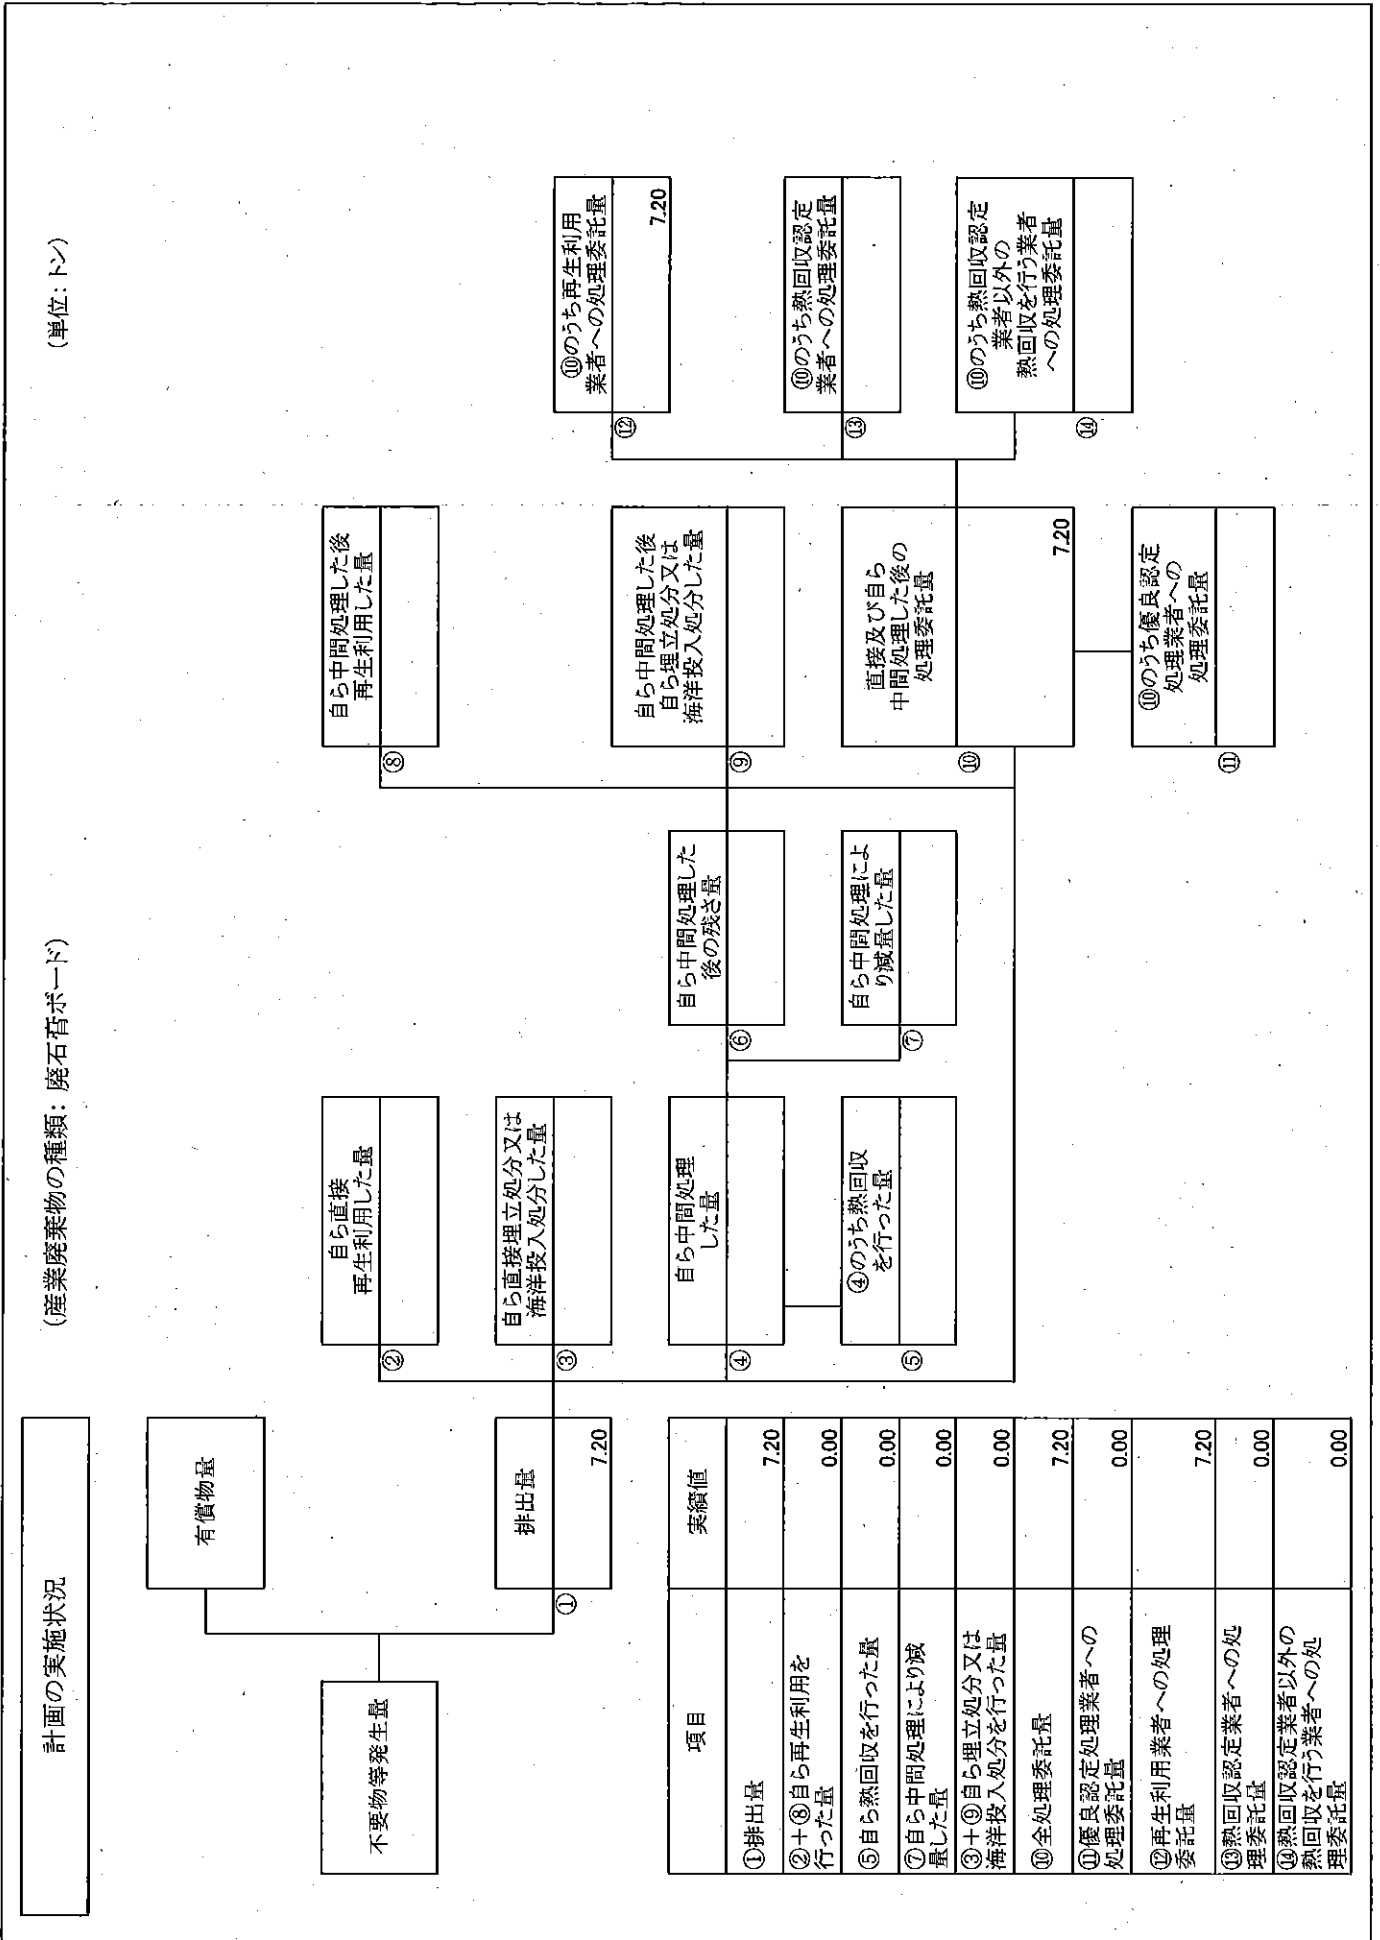 計画の実施状況
(産業廃棄物の種類: 廃石膏ボード)
(単位: トン)
不要物等発生量
有償物量
①
排出量
7.20
②
自ら直接
再生利用した量
③
自ら直接埋立処分又は
海洋投入処分した量
④
自ら中間処理
した量
⑤
④のうち熱回収
を行った量
⑥
自ら中間処理した
後の残さ量
⑦
自ら中間処理によ
り減量した量
⑧
自ら中間処理した後
再生利用した量
⑨
自ら中間処理した後
自ら埋立処分又は
海洋投入処分した量
⑩
直接及び自ら
中間処理した後の
処理委託量
7.20
⑪
⑩のうち優良認定
処理業者への
処理委託量
⑫
⑩のうち再生利用
業者への処理委託量
7.20
⑬
⑩のうち熱回収認定
業者への処理委託量
⑭
⑩のうち熱回収認定
業者以外の
熱回収を行う業者
への処理委託量
項目 実績値
①排出量 7.20
②+⑧自ら再生利用を
行った量 0.00
⑤自ら熱回収を行った量 0.00
⑦自ら中間処理により減
量した量 0.00
③+⑨自ら埋立処分又は
海洋投入処分を行った量 0.00
⑩全処理委託量 7.20
⑪優良認定処理業者への
処理委託量 0.00
⑫再生利用業者への処理
委託量 7.20
⑬熱回収認定業者への処
理委託量 0.00
⑭熱回収認定業者以外の
熱回収を行う業者への処
理委託量 0.00